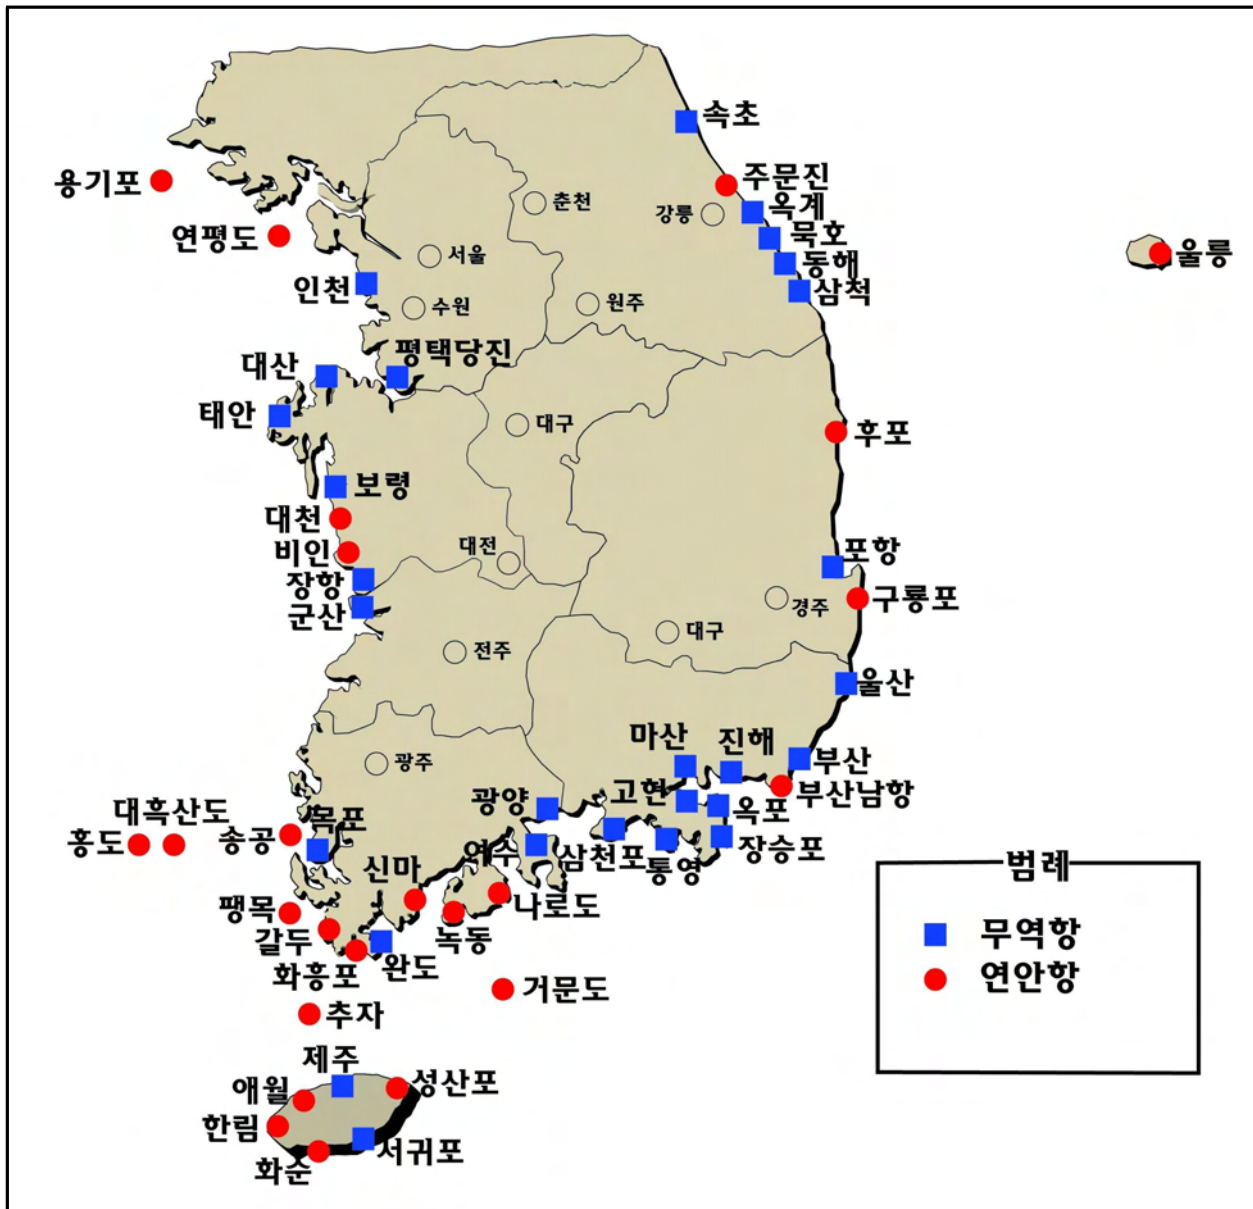 속초
용기포
주문진
춘천
강릉
옥계
연평도
묵호
서울
동해
울릉
인천
삼척
수원
원주
평택당진
대산
태안
대구
후포
보령
대천
비인
대전
포항
장항
군산
경주
구룡포
대구
전주
울산
마산
진해
부산
광주
부산남항
대흑산도
광양
고현
옥포
홍도
송공
목포
여수
삼천포
통영
장승포
신마
범례
팽목
나로도
갈두
녹동
무역항
화흥포
완도
연안항
거문도
추자
제주
애월
성산포
한림
서귀포
화순